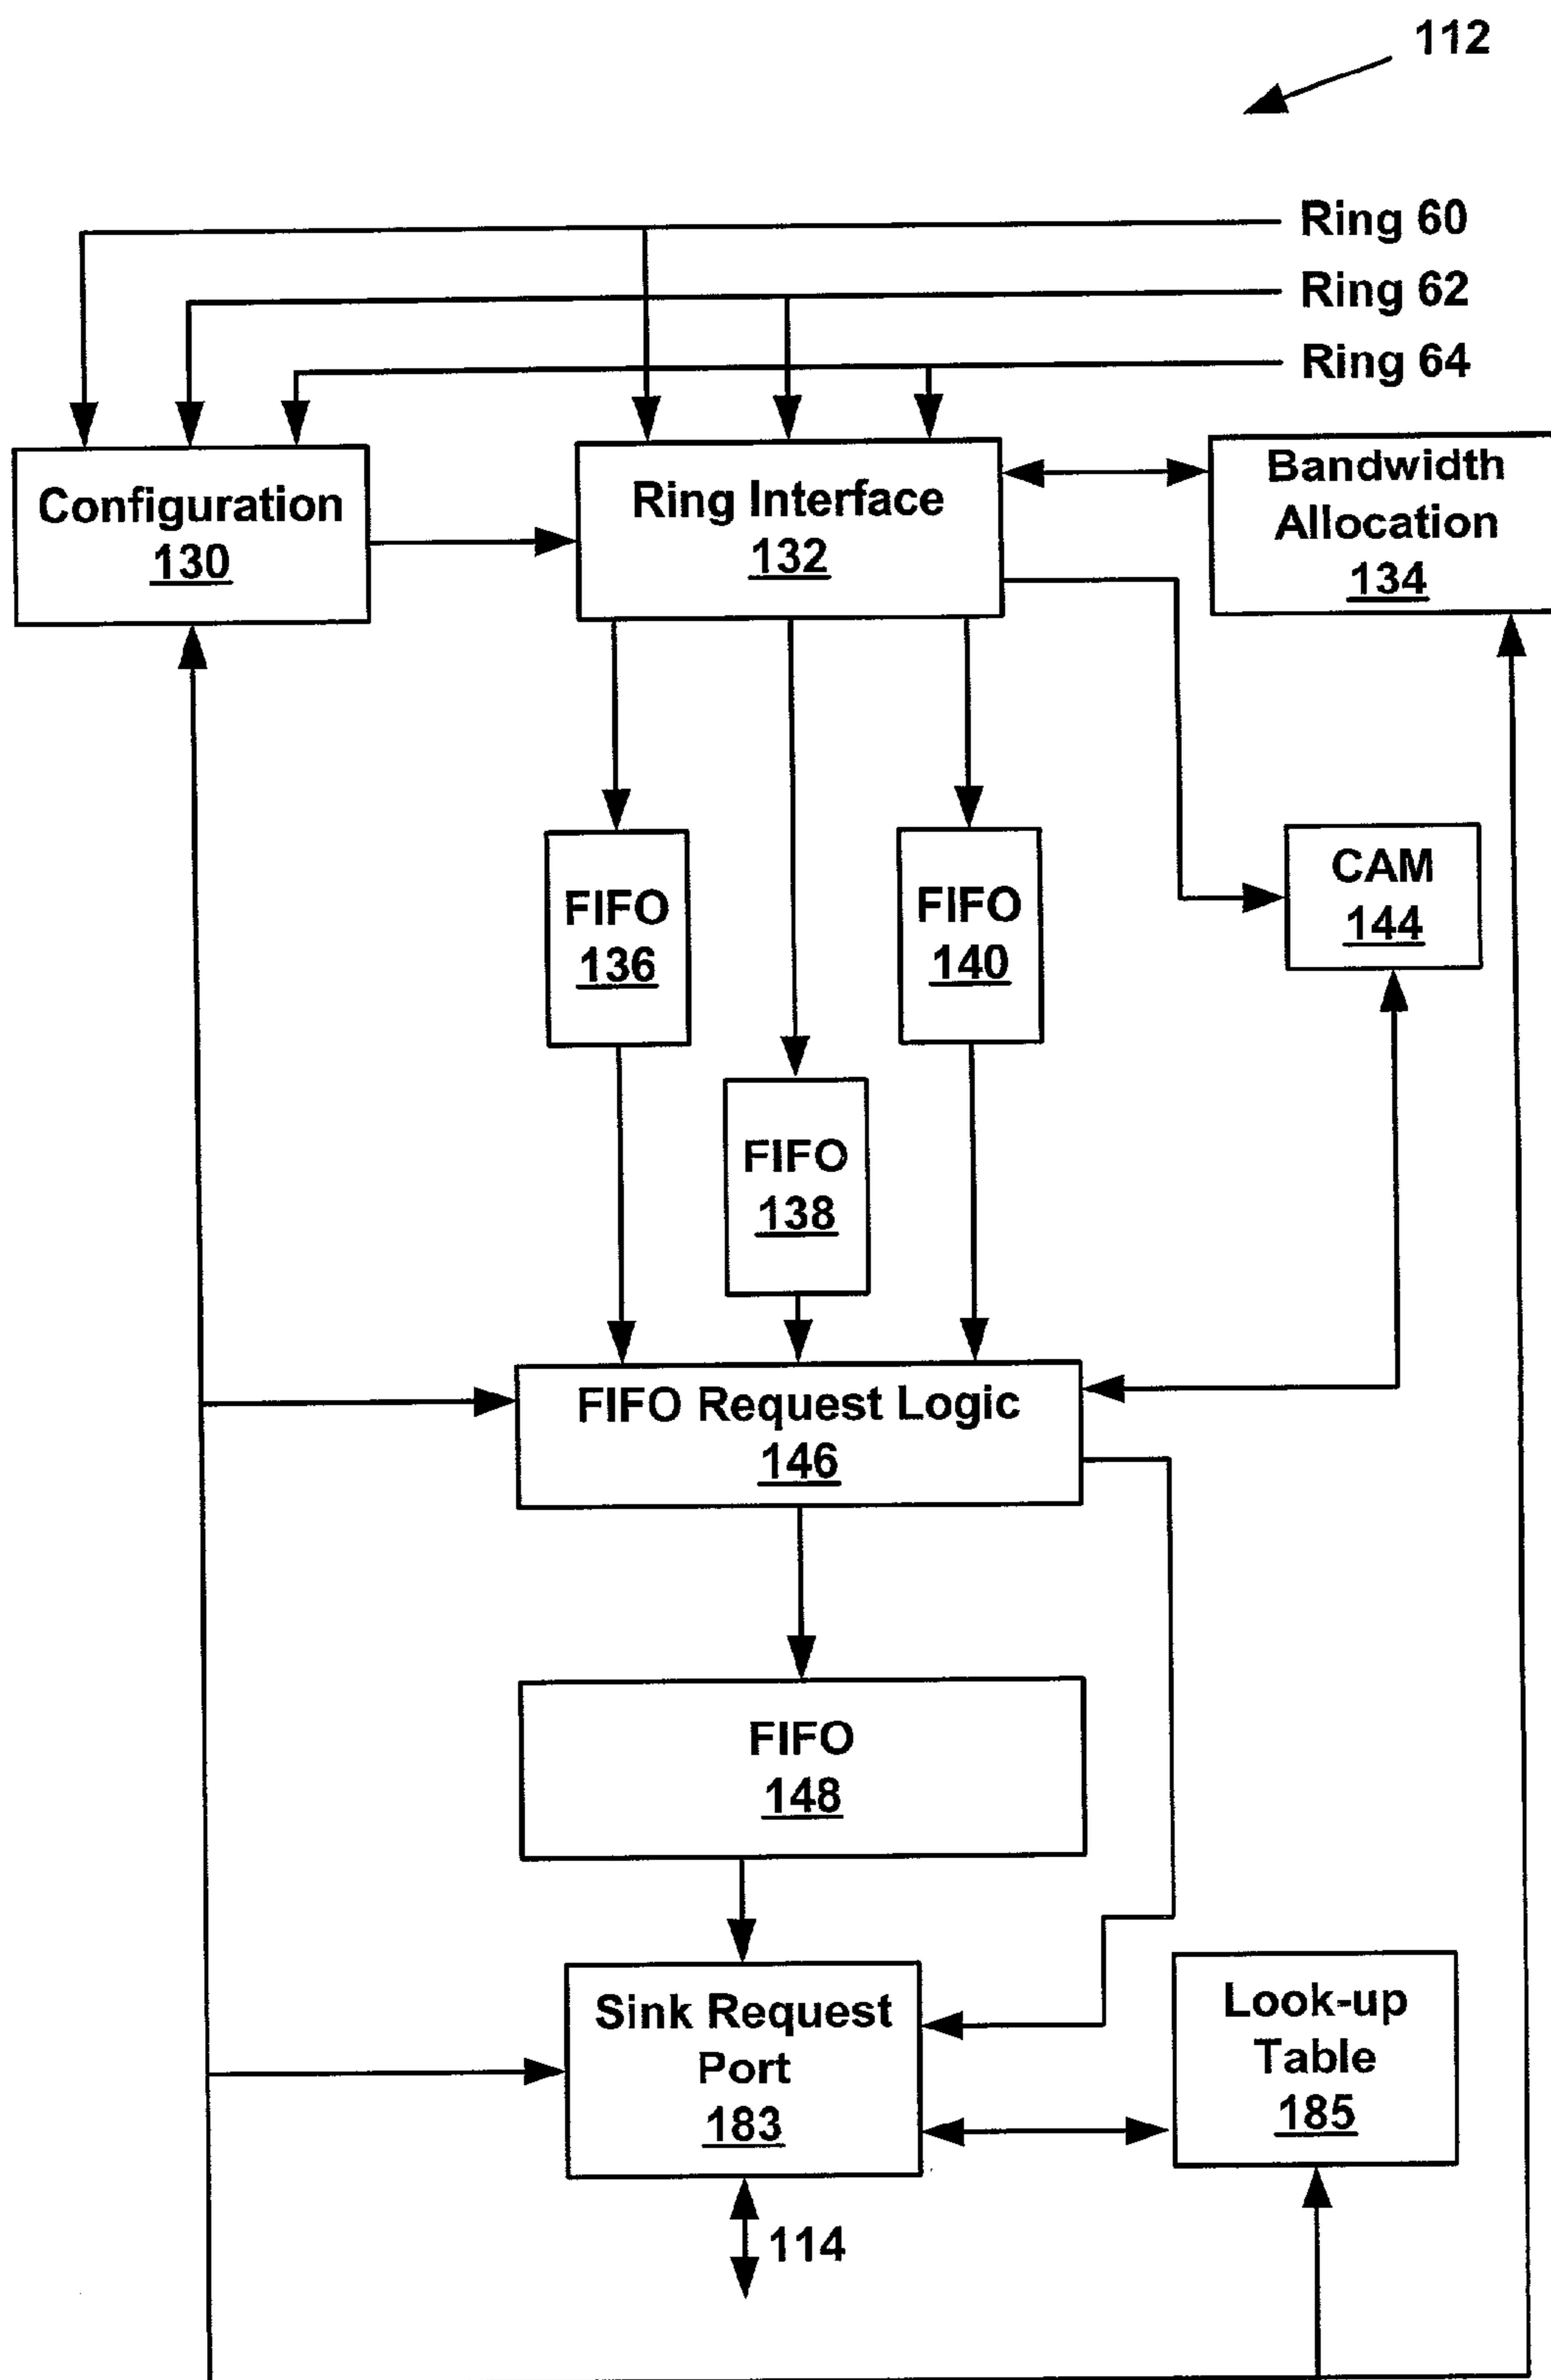 112
Ring 60
Ring 62
Ring 64
Configuration
130
Ring Interface
132
Bandwidth
Allocation
134
FIFO
136
FIFO
140
CAM
144
FIFO
138
FIFO Request Logic
146
FIFO
148
Sink Request
Port
183
Look-up
Table
185
114